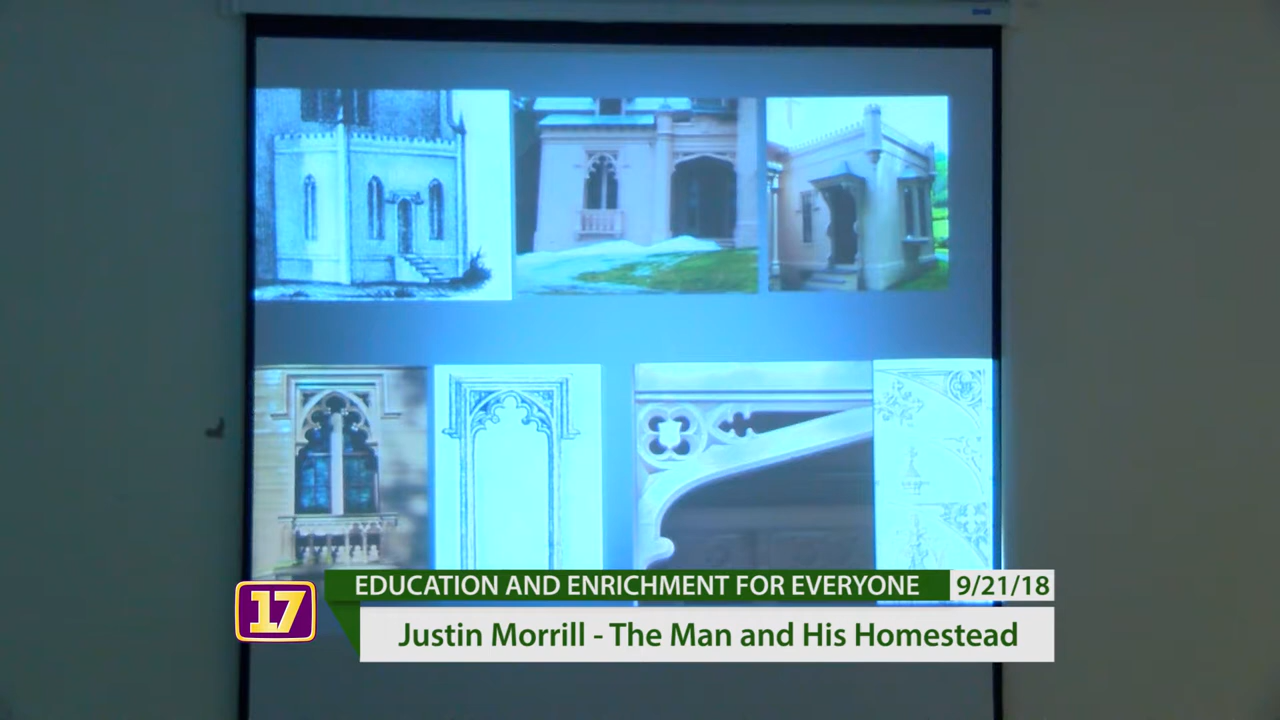 EDUCATION AND ENRICHMENT FOR EVERYONE 9/21/18
17
Justin Morrill - The Man and His Homestead